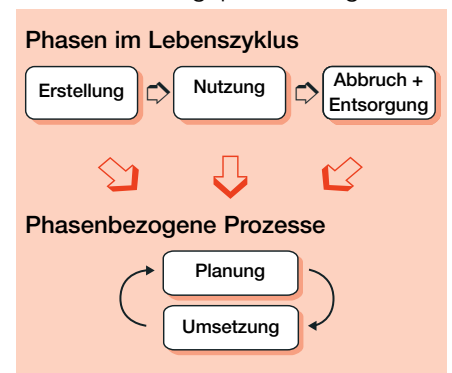 Phasen im Lebenszyklus
Erstellung
Nutzung
Abbruch +
Entsorgung
Phasenbezogene Prozesse
Planung
Umsetzung